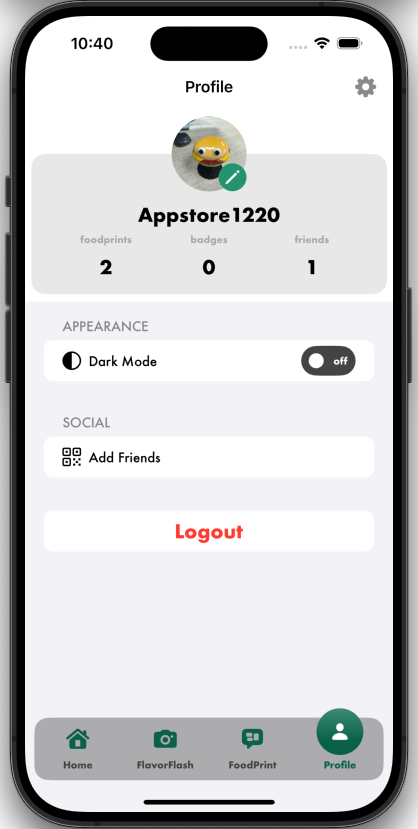 10:40
Profile
Appstore1220
foodprints badges friends
2 0 1
APPEARANCE
Dark Mode off
SOCIAL
Add Friends
Logout
Home FlavorFlash FoodPrint Profile